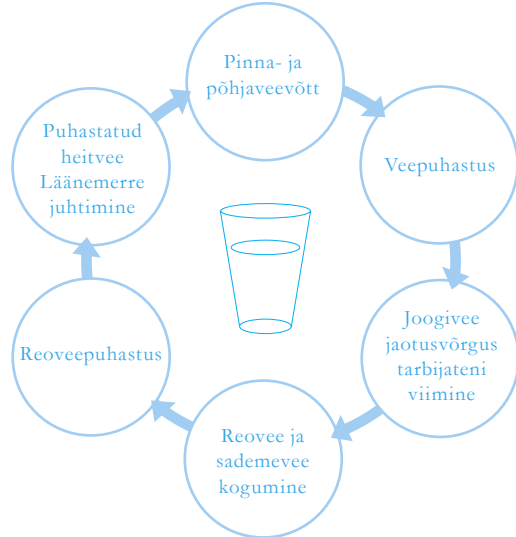 Pinna- ja
põhjaveevõtt
Veepuhastus
Joogivee
jaotusvõrgus
tarbijateni
viimine
Reovee ja
sademevee
kogumine
Reoveepuhastus
Puhastatud
heitvee
Läänemerre
juhtimine